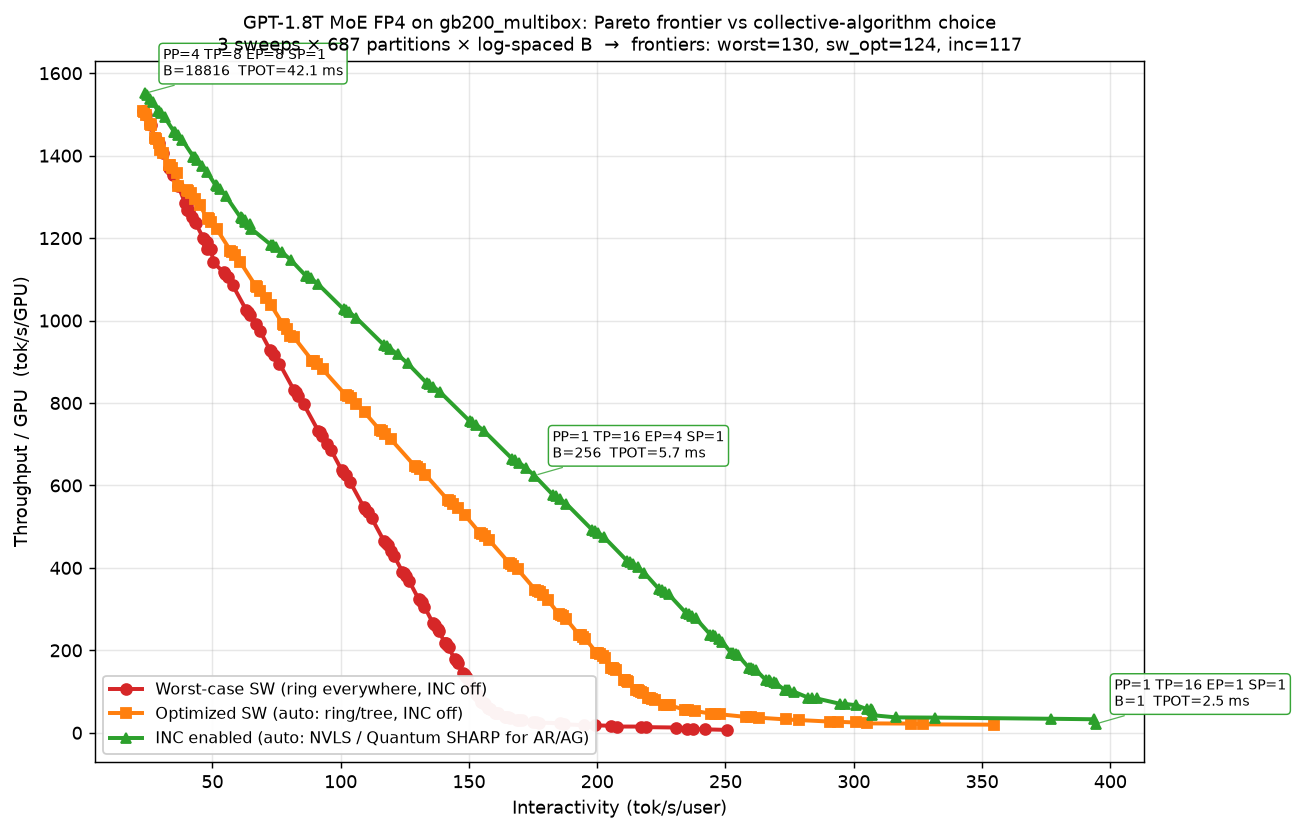 GPT-1.8T MoE FP4 on gb200_multibox: Pareto frontier vs collective-algorithm choice
3 sweeps × 687 partitions × log-spaced B → frontiers: worst=130, sw_opt=124, inc=117
PP=4 TP=8 EP=8 SP=1
B=18816 TPOT=42.1 ms
1600
1400
1200
1000
800
600
400
200
0
Throughput / GPU (tok/s/GPU)
PP=1 TP=16 EP=4 SP=1
B=256 TPOT=5.7 ms
PP=1 TP=16 EP=1 SP=1
B=1 TPOT=2.5 ms
Worst-case SW (ring everywhere, INC off)
Optimized SW (auto: ring/tree, INC off)
INC enabled (auto: NVLS / Quantum SHARP for AR/AG)
50 100 150 200 250 300 350 400
Interactivity (tok/s/user)